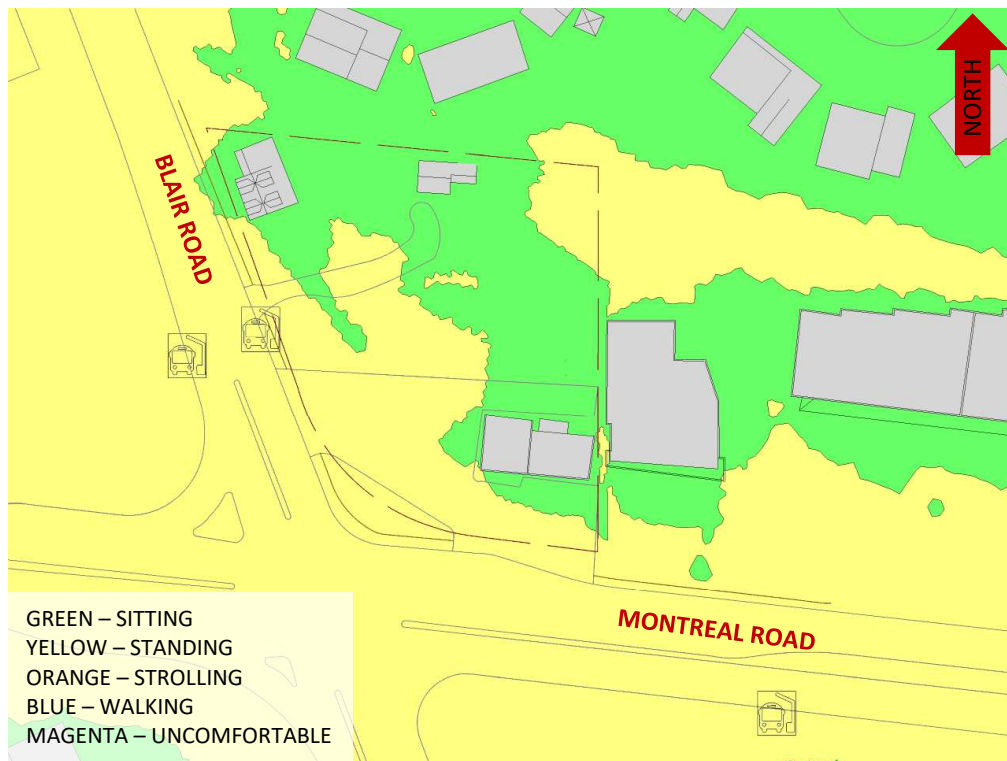 NORTH
BLAIR ROAD
MONTREAL ROAD
GREEN – SITTING
YELLOW – STANDING
ORANGE – STROLLING
BLUE – WALKING
MAGENTA – UNCOMFORTABLE